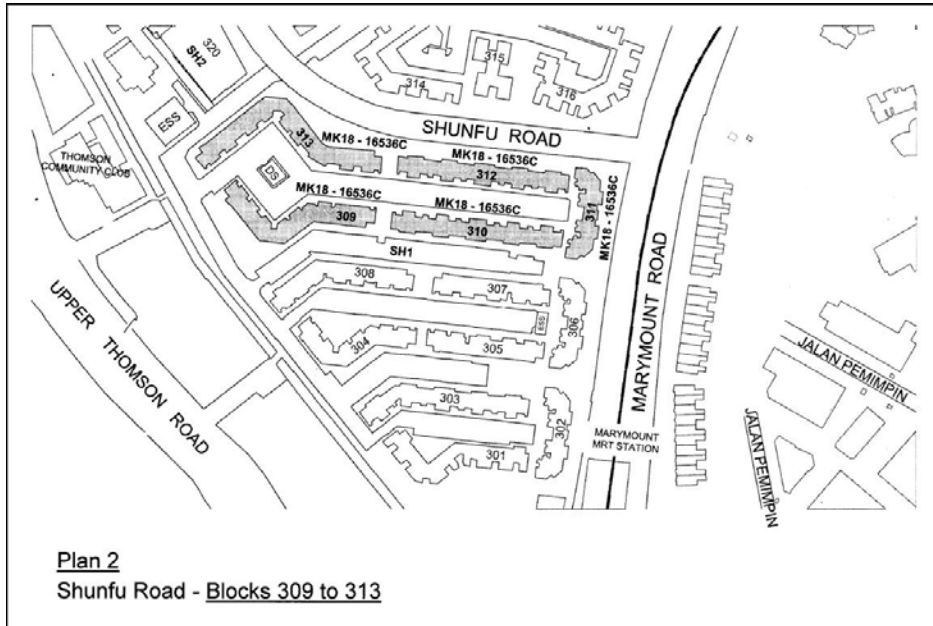 320
SH2
315
314
316
ESS
SHUNFU ROAD
313
MK18 - 16536C
MK18 - 16536C
THOMSON
COMMUNITY CLUB
DS
312
MK18 - 16536C
MK18 - 16536C
311
MK18 - 16536C
309
310
SH1
308
307
306
ESS
304
305
UPPER THOMSON ROAD
MARYMOUNT ROAD
JALAN PEMIMPIN
303
302
MARYMOUNT
MRT STATION
301
JALAN PEMIMPIN
Plan 2
Shunfu Road - Blocks 309 to 313